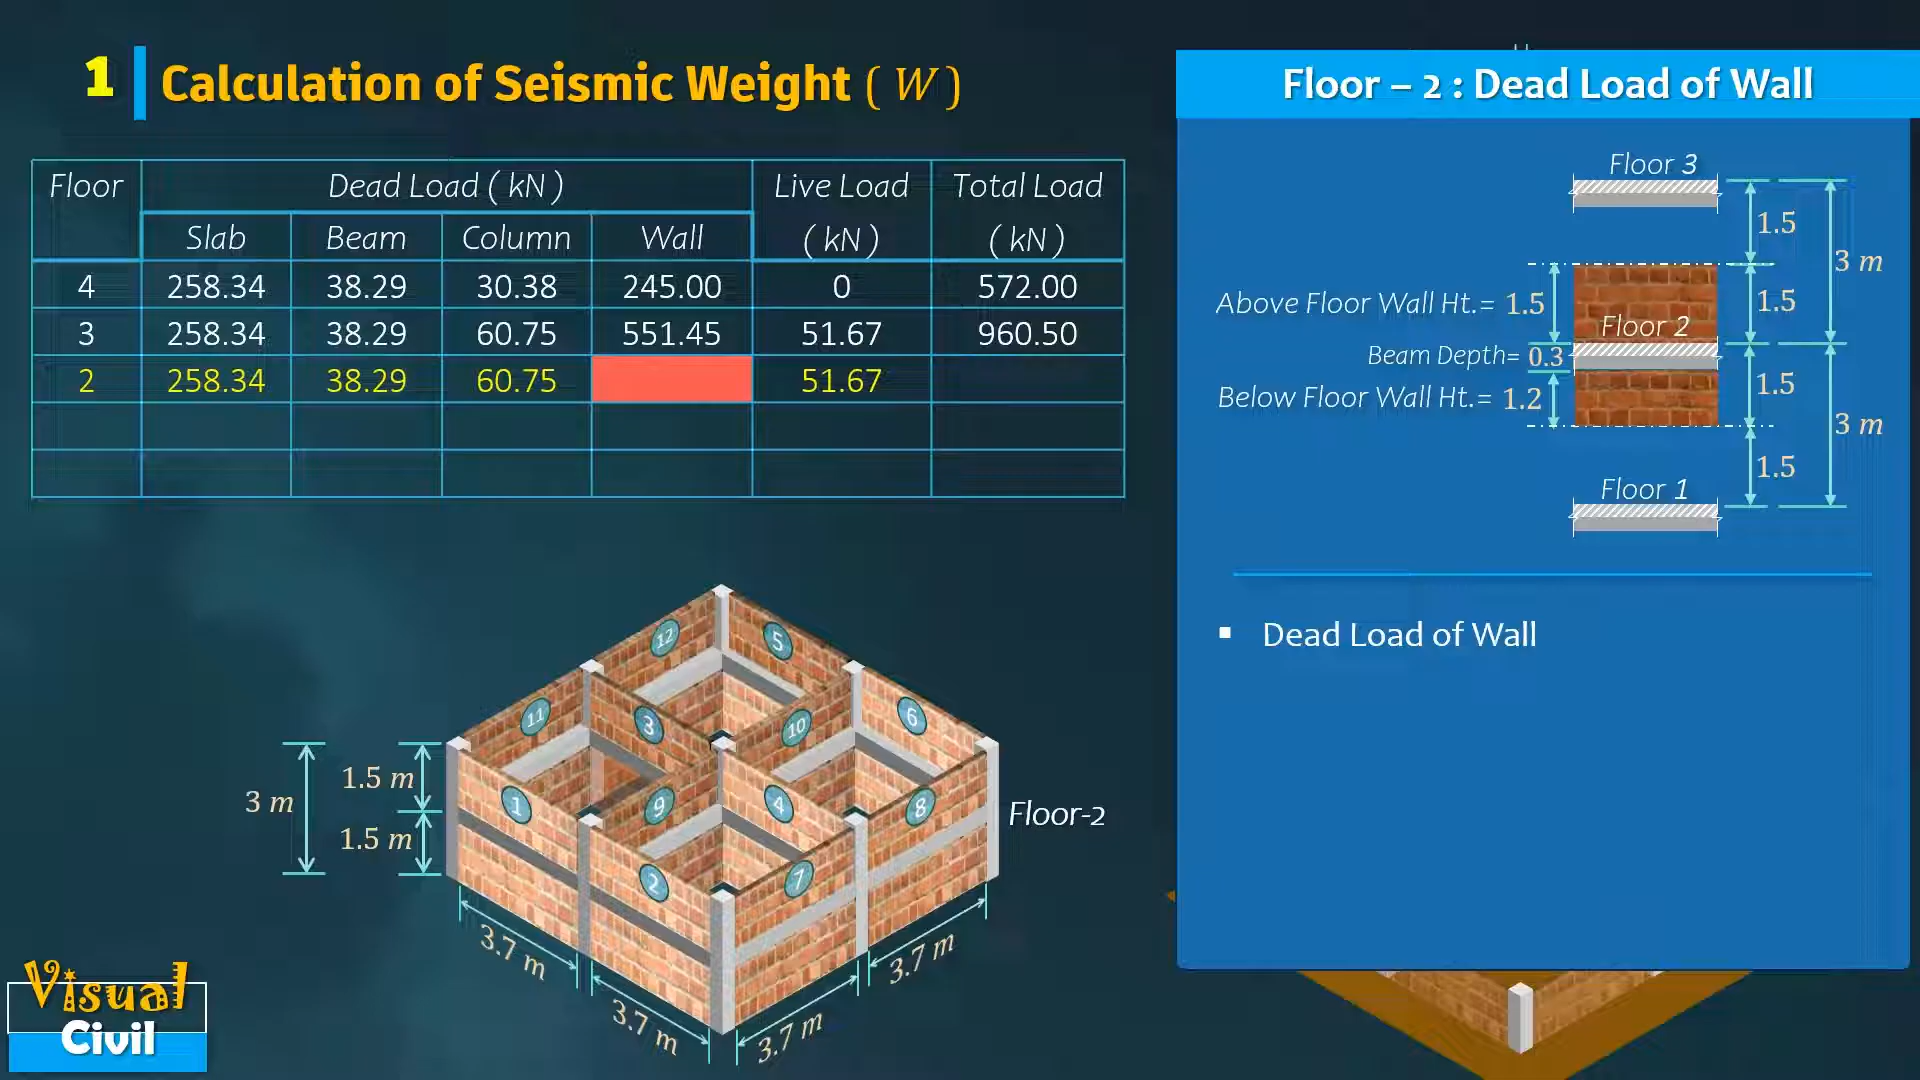 1 Calculation of Seismic Weight ( W )
Floor Dead Load ( kN ) Live Load Total Load
Slab Beam Column Wall ( kN ) ( kN )
4 258.34 38.29 30.38 245.00 0 572.00
3 258.34 38.29 60.75 551.45 51.67 960.50
2 258.34 38.29 60.75 51.67
Floor – 2 : Dead Load of Wall
Floor 3
1.5
3 m
Above Floor Wall Ht.= 1.5
1.5
Floor 2
Beam Depth= 0.3
Below Floor Wall Ht.= 1.2
1.5
3 m
1.5
Floor 1
▪ Dead Load of Wall
12 5
11 3 10 6
1 9 4 8
2 7
3 m
1.5 m
1.5 m
Floor-2
3.7 m
3.7 m
3.7 m
3.7 m
Visual
Civil